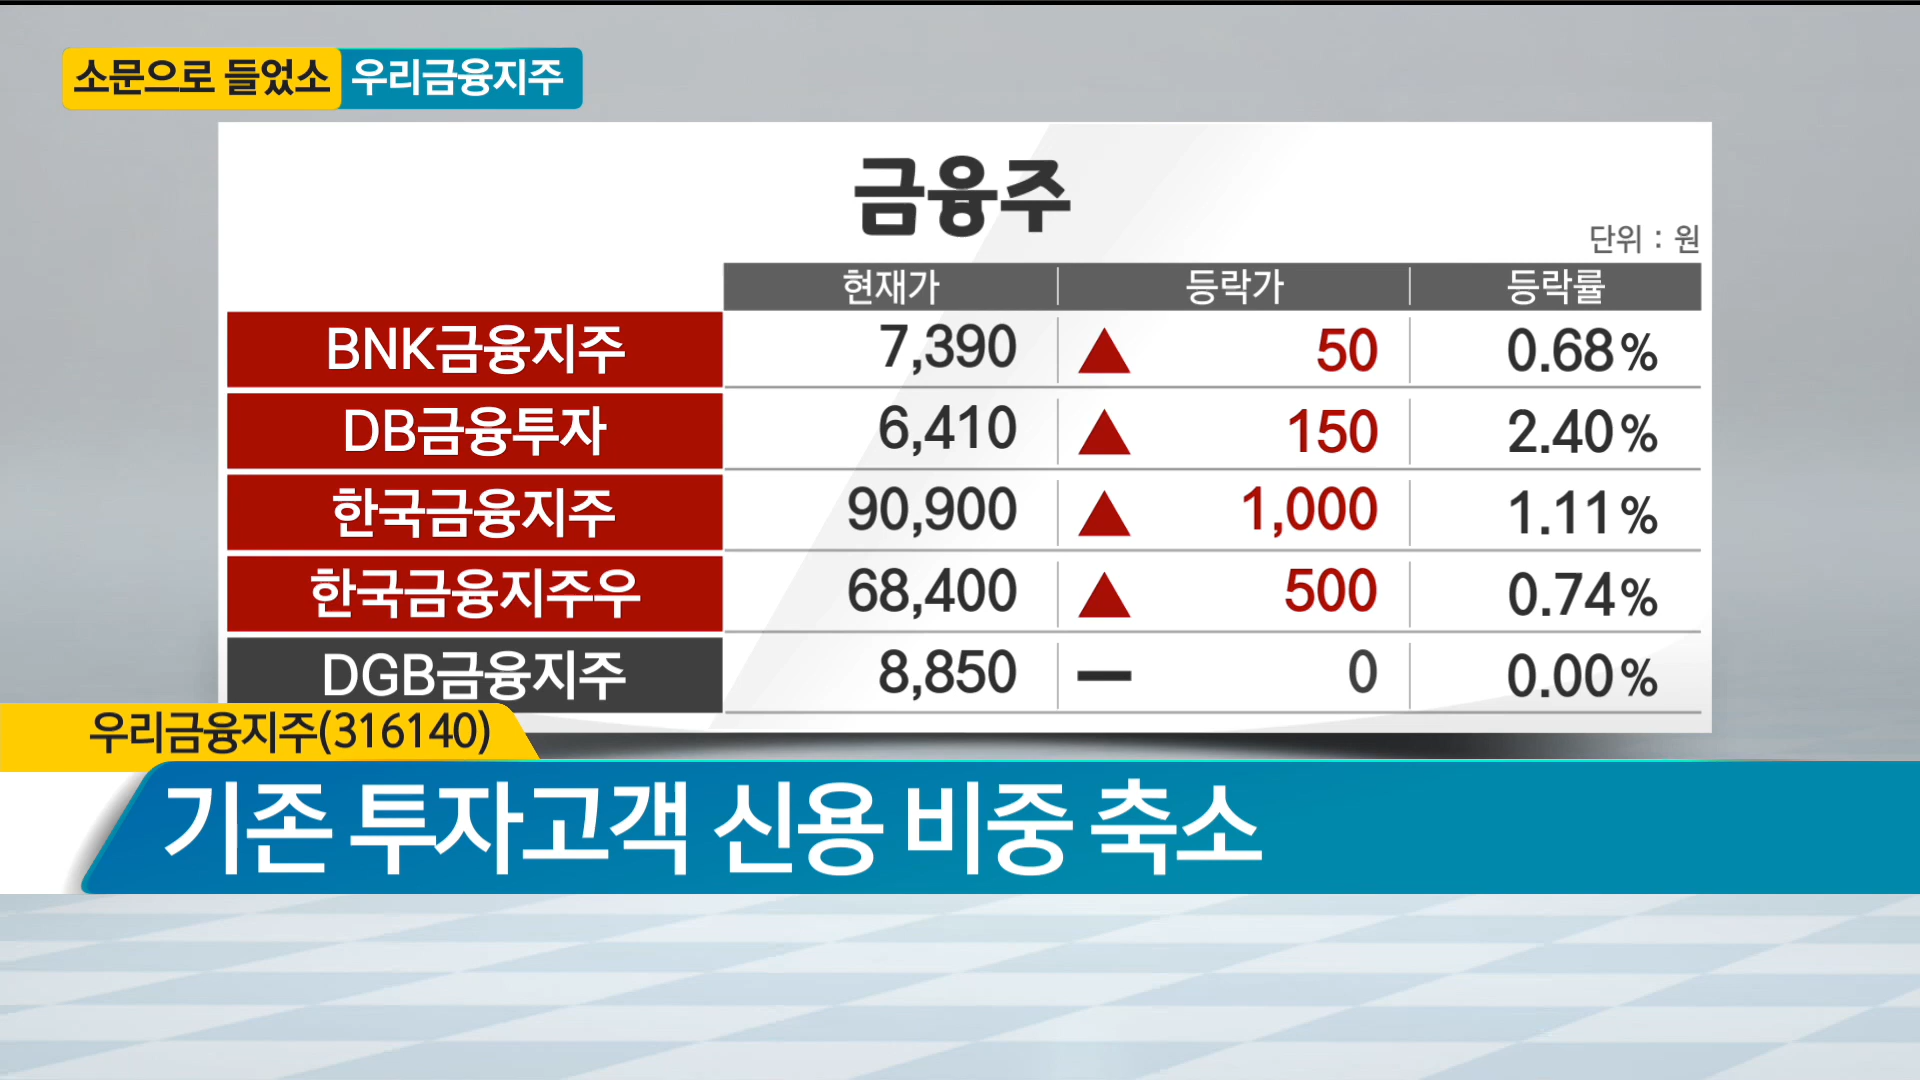 소문으로 들었소 우리금융지주
금융주
단위 : 원
현재가 등락가 등락률
BNK금융지주 7,390 ▲ 50 0.68%
DB금융투자 6,410 ▲ 150 2.40%
한국금융지주 90,900 ▲ 1,000 1.11%
한국금융지주우 68,400 ▲ 500 0.74%
DGB금융지주 8,850 — 0 0.00%
우리금융지주(316140)
기존 투자고객 신용 비중 축소